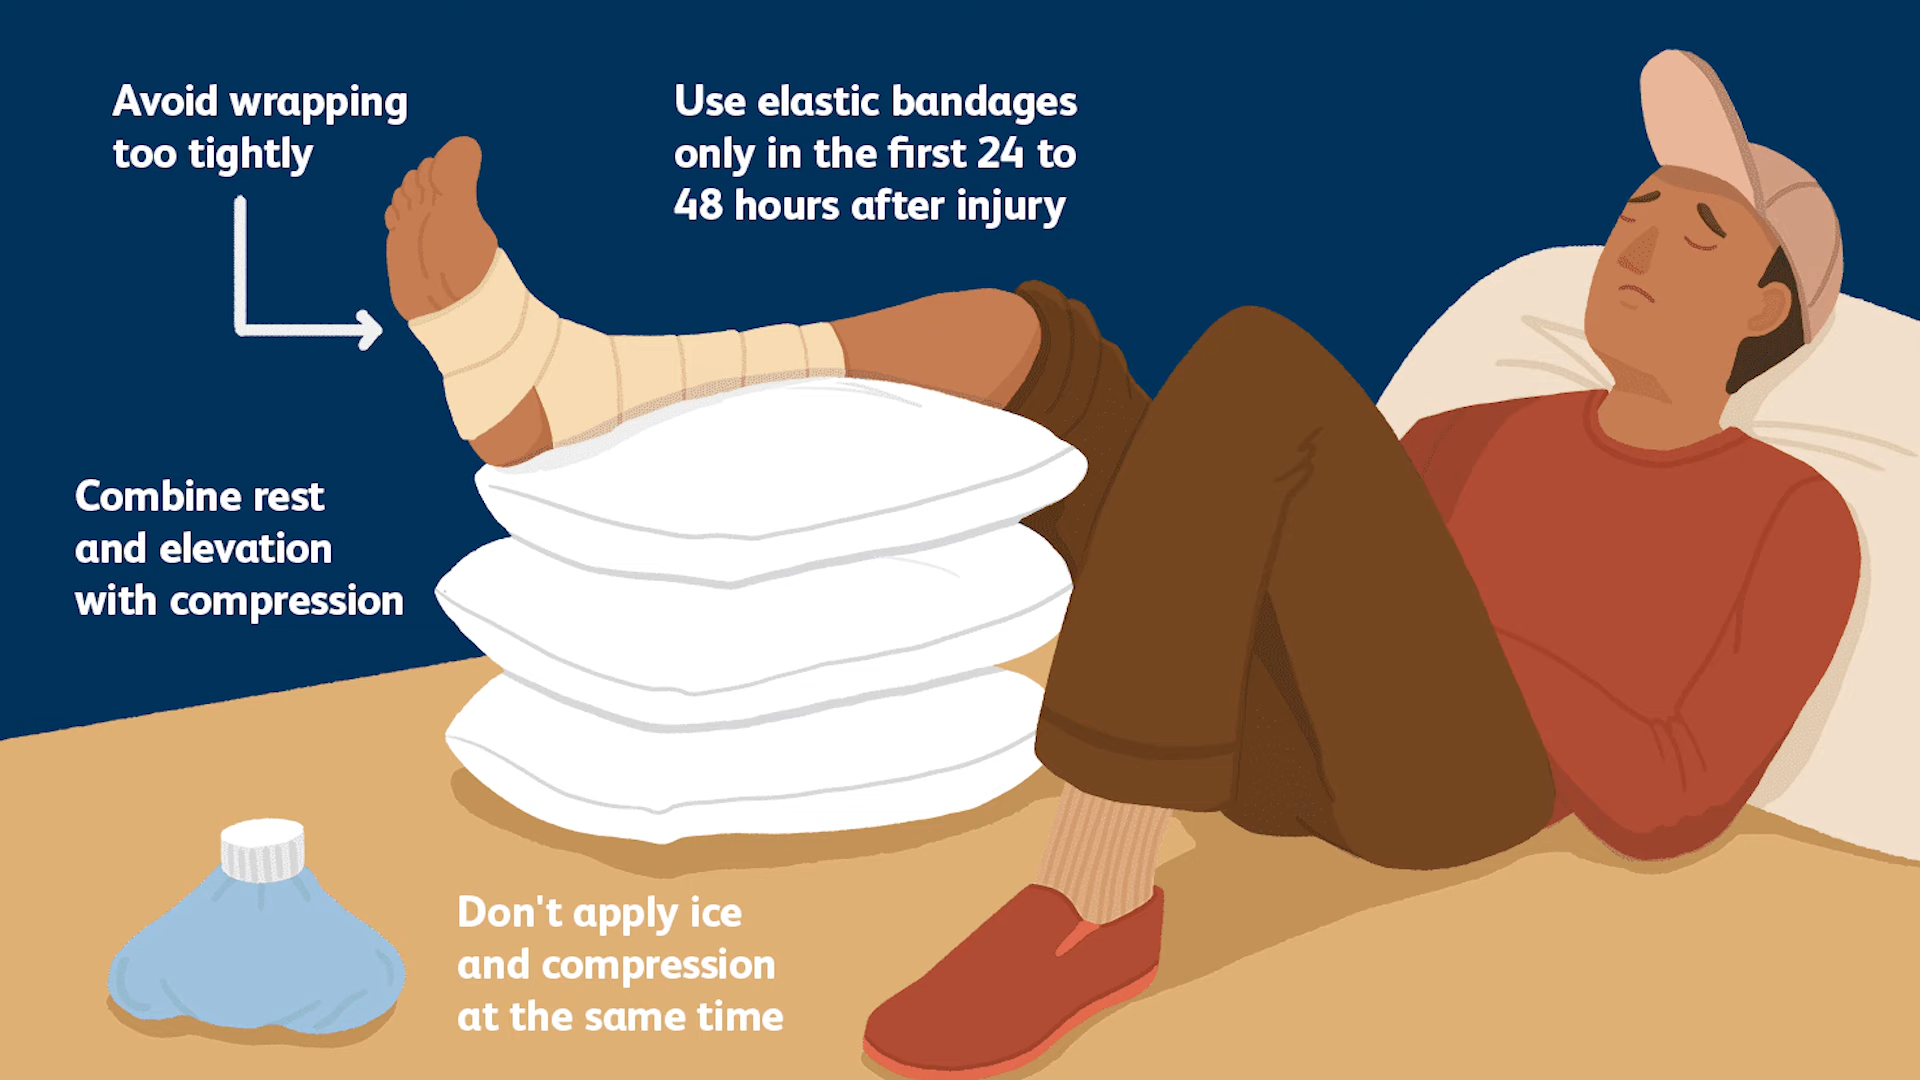 Avoid wrapping
too tightly
Use elastic bandages
only in the first 24 to
48 hours after injury
Combine rest
and elevation
with compression
Don't apply ice
and compression
at the same time